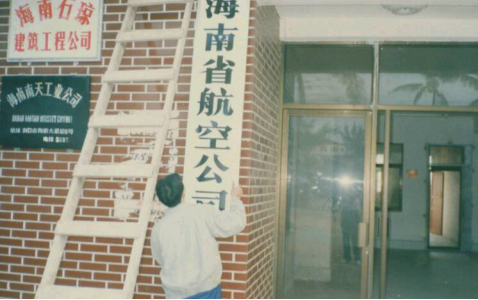 海南石琼
建筑工程公司
海南南天工业公司
海南省航空公司